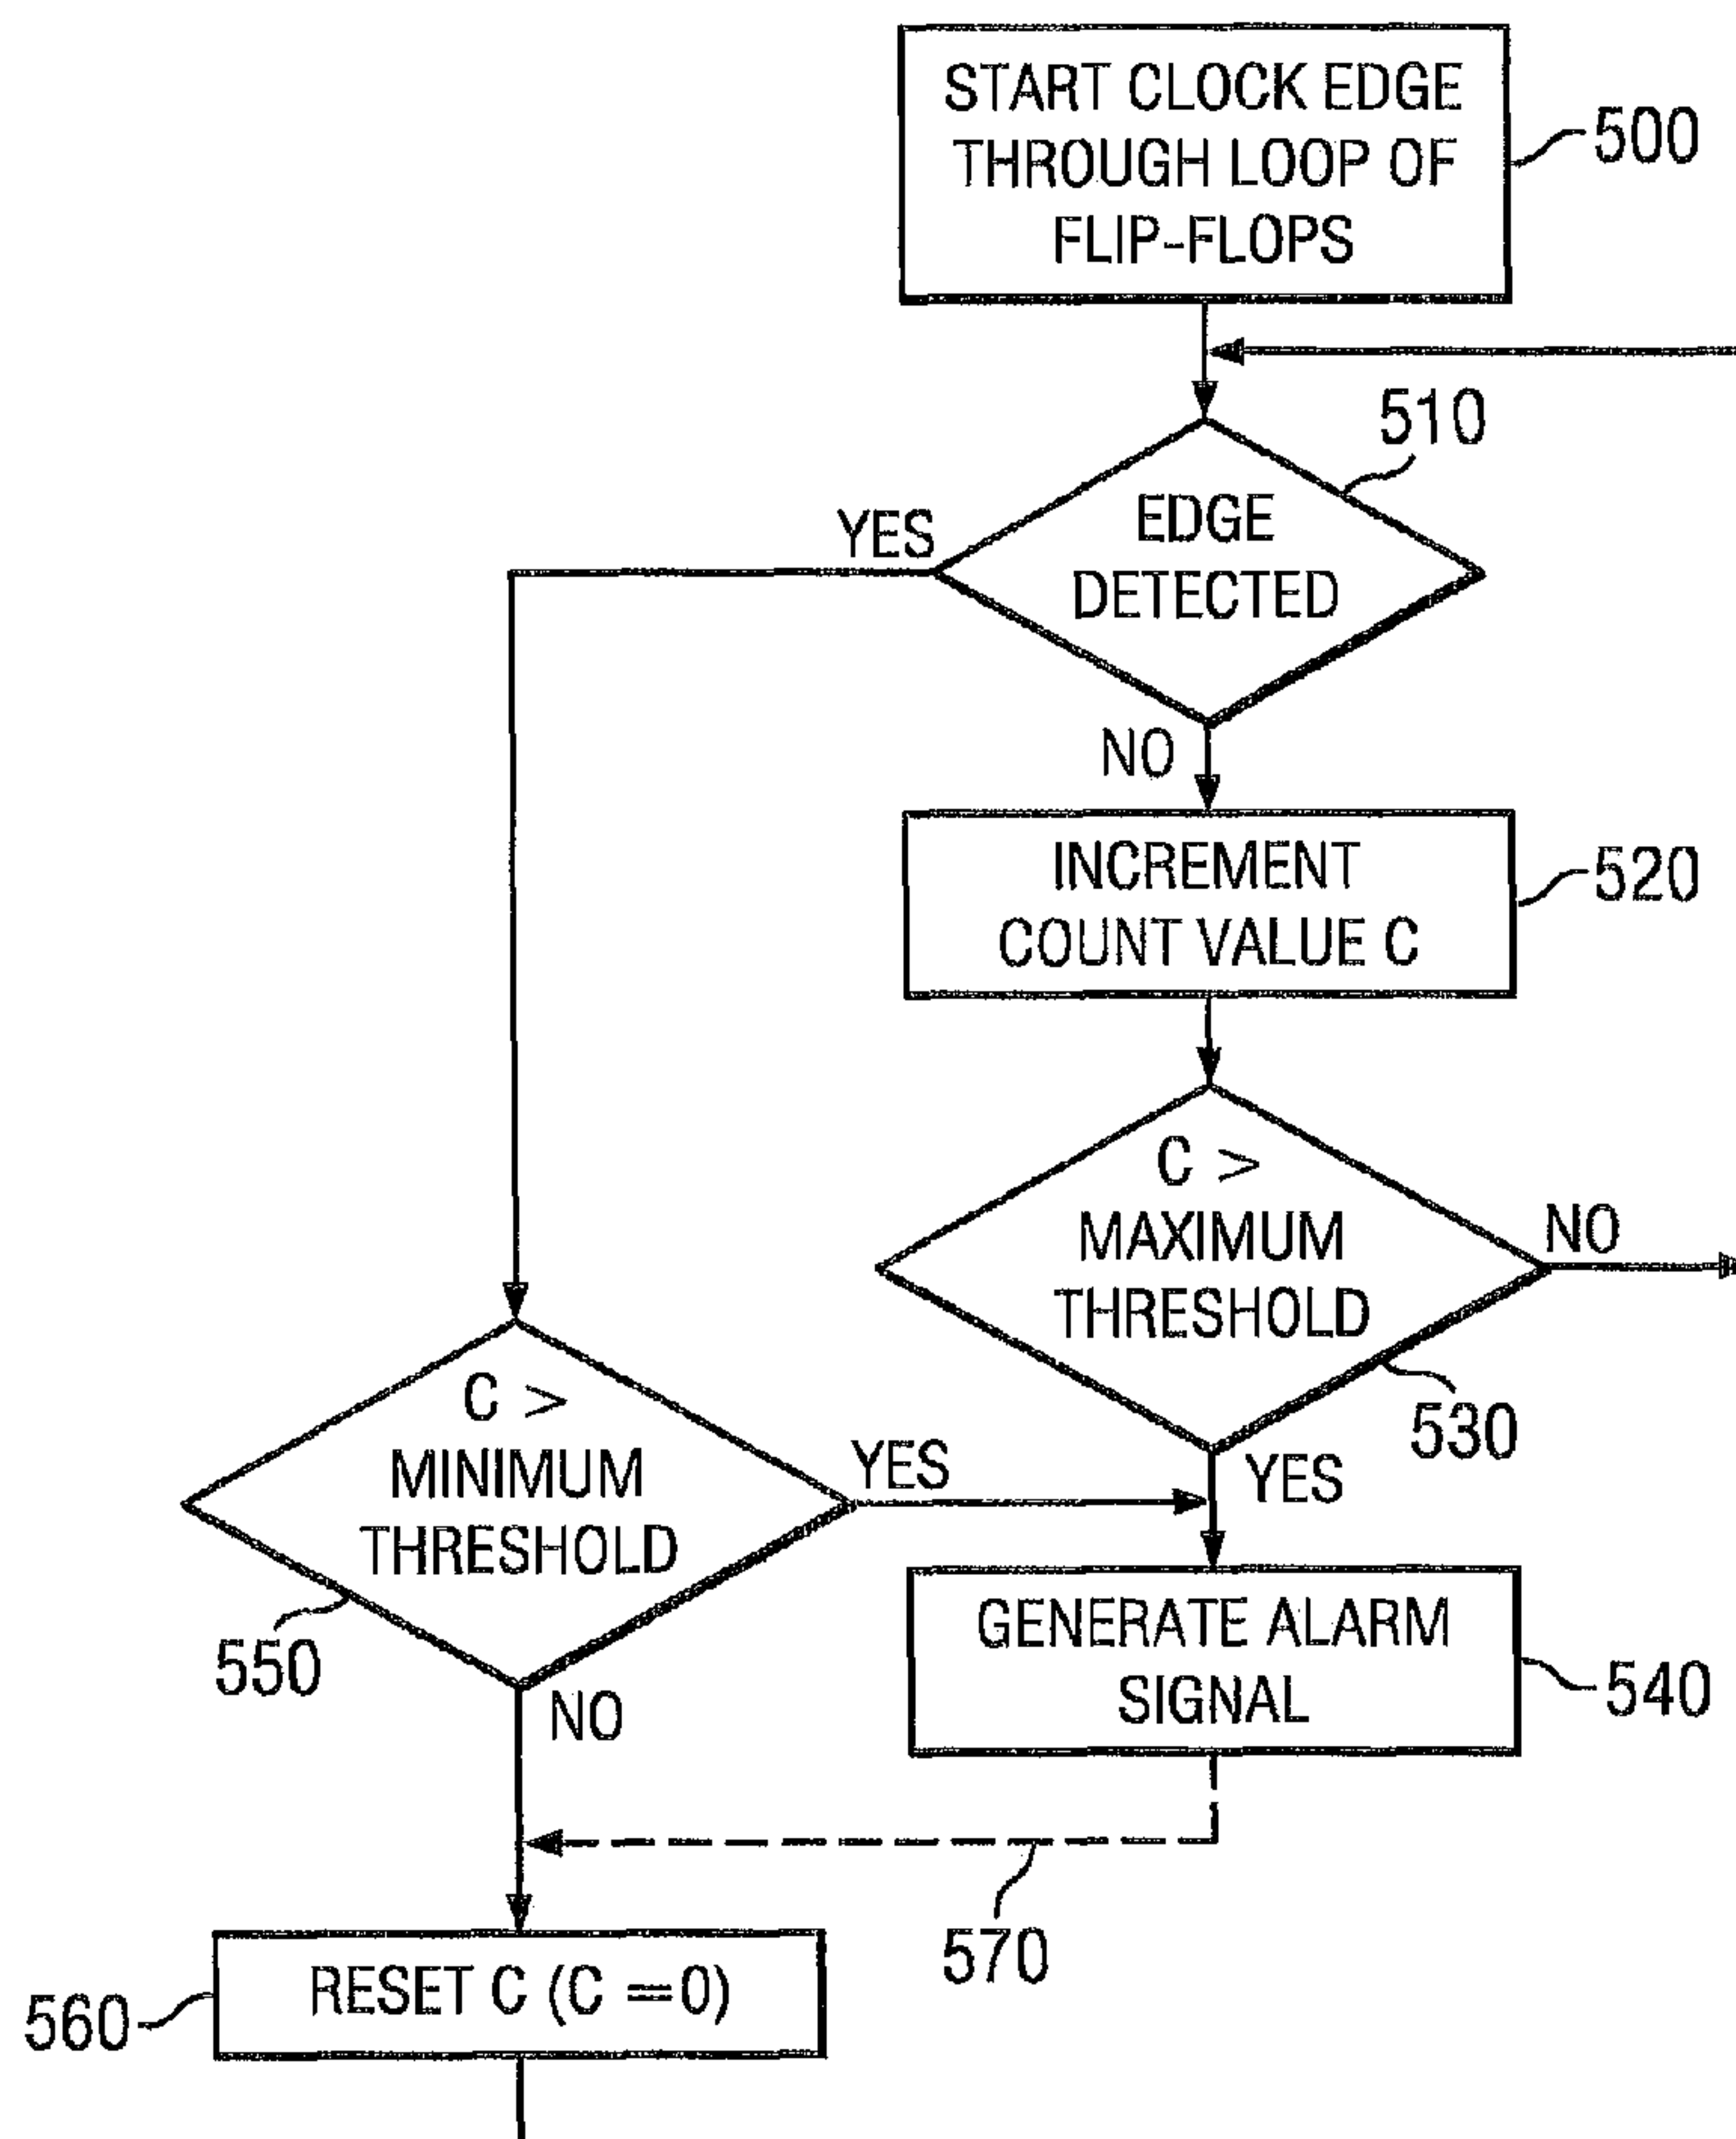 START CLOCK EDGE
THROUGH LOOP OF
FLIP-FLOPS
500
510
EDGE
DETECTED
YES
NO
INCREMENT
COUNT VALUE C
520
C >
MAXIMUM
THRESHOLD
NO
530
YES
C >
MINIMUM
THRESHOLD
YES
550
NO
GENERATE ALARM
SIGNAL
540
570
RESET C (C =0)
560